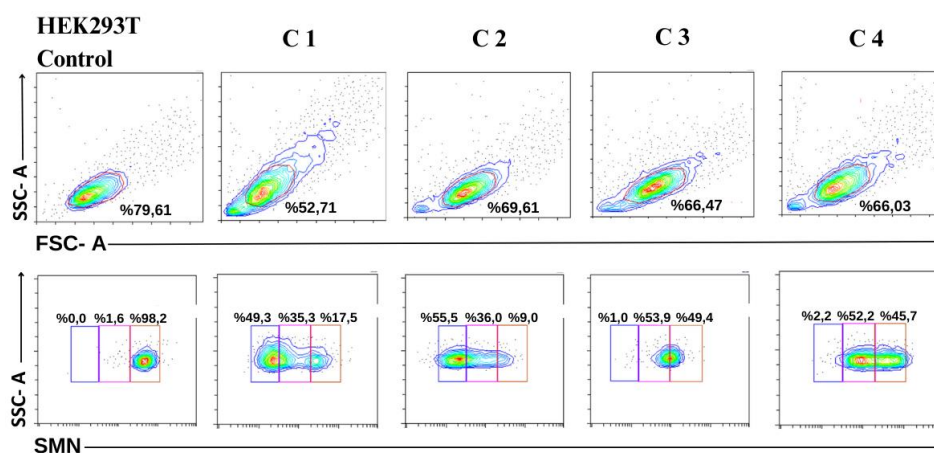 HEK293T
Control
C 1
C 2
C 3
C 4
SSC- A
%79,61
%52,71
%69,61
%66,47
%66,03
FSC- A
SSC- A
%0,0 %1,6 %98,2
%49,3 %35,3 %17,5
%55,5 %36,0 %9,0
%1,0 %53,9 %49,4
%2,2 %52,2 %45,7
SMN